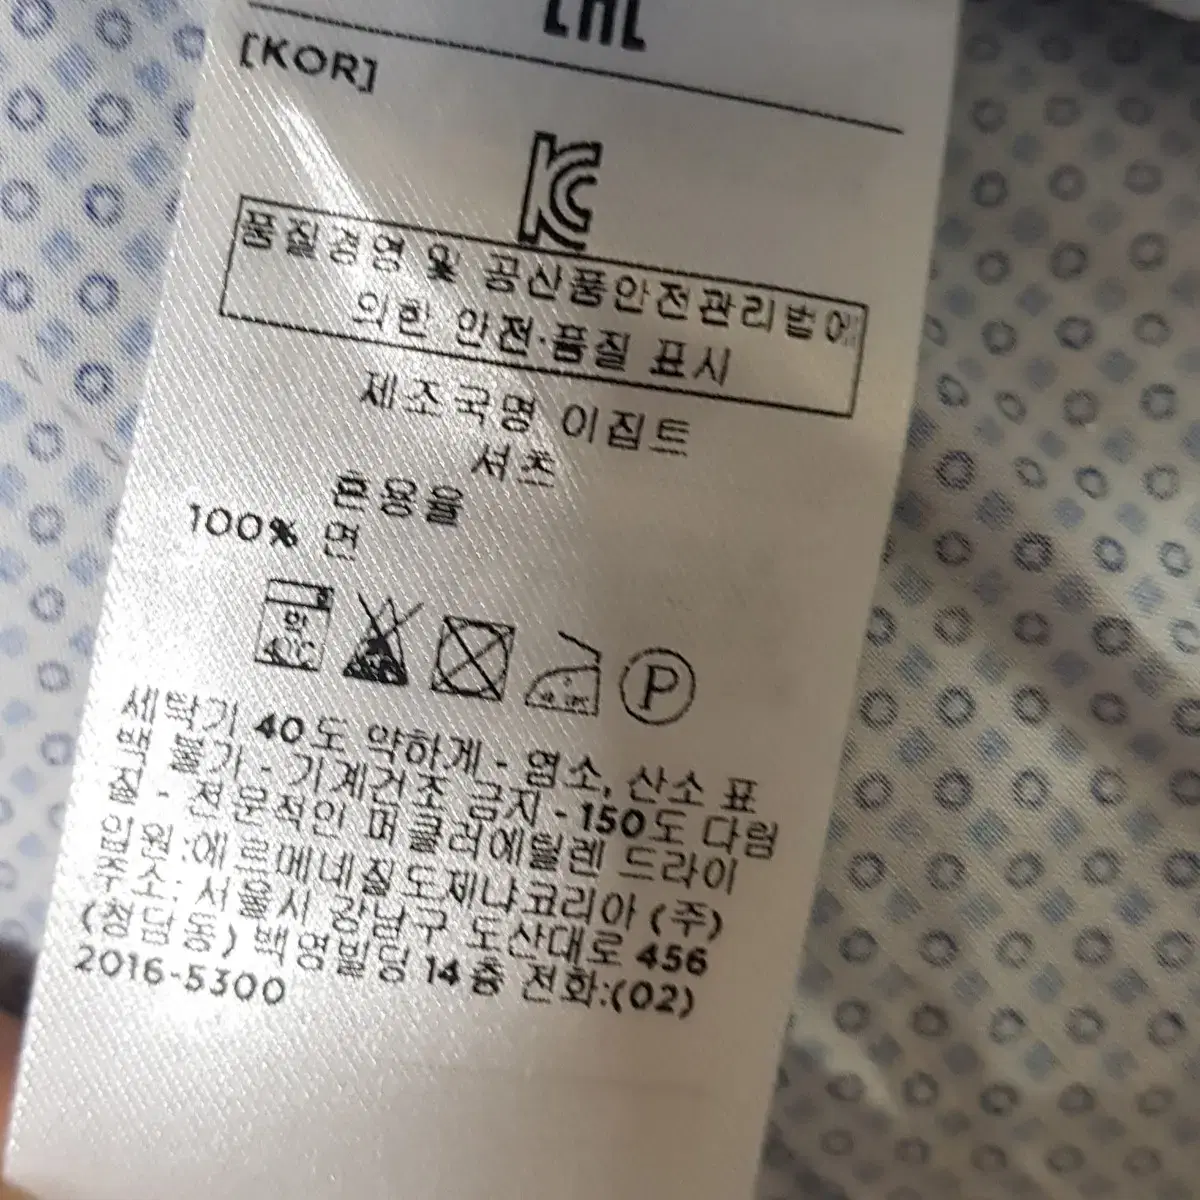 EAC
[KOR]
KC
품질경영 및 공산품안전관리법에
의한 안전·품질 표시
제조국명 이집트
셔츠
혼용율
100% 면
약
40℃
P
세탁기 40도 약하게 - 염소, 산소 표
백 불가 - 기계건조 금지 - 150도 다림
질 - 전문적인 퍼클러에틸렌 드라이
입원 :에르메네질도제냐코리아 (주)
주소: 서울시 강남구 도산대로 456
(청담동) 백영빌딩 14층 전화:(02)
2016-5300